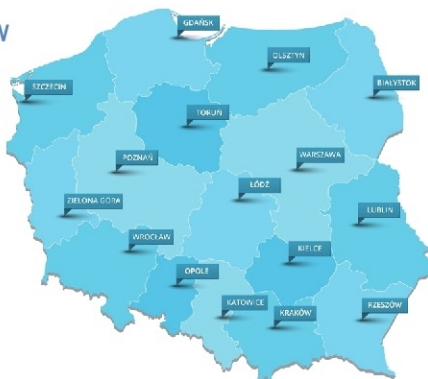 W
GDAŃSK
OLSZTYN
SZCZECIN
BIAŁYSTOK
TORUŃ
POZNAŃ
WARSZAWA
ŁÓDŹ
ZIELONA GÓRA
LUBLIN
WROCŁAW
KIELCE
OPOLE
KATOWICE
KRAKÓW
RZESZÓW